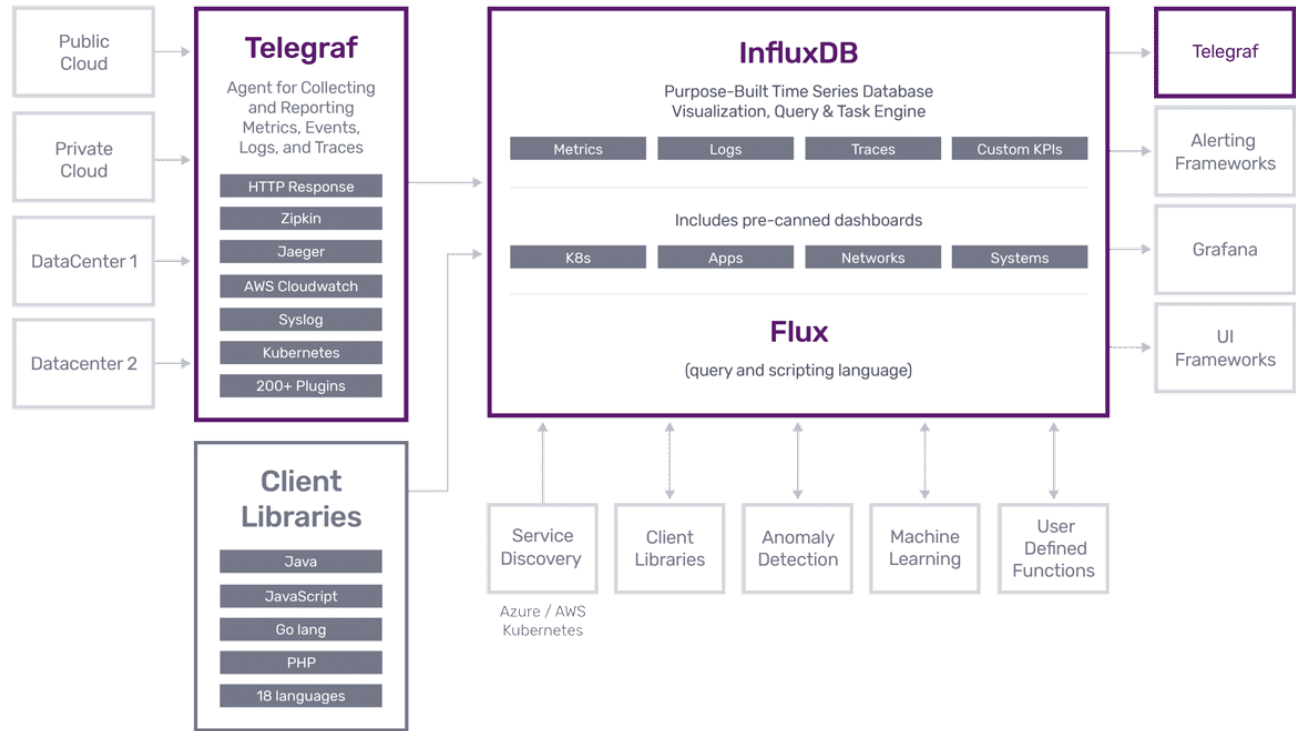 Public
Cloud
Private
Cloud
DataCenter 1
Datacenter 2
Telegraf
Agent for Collecting
and Reporting
Metrics, Events,
Logs, and Traces
HTTP Response
Zipkin
Jaeger
AWS Cloudwatch
Syslog
Kubernetes
200+ Plugins
Client
Libraries
Java
JavaScript
Go lang
PHP
18 languages
InfluxDB
Purpose-Built Time Series Database
Visualization, Query & Task Engine
Metrics
Logs
Traces
Custom KPIs
Includes pre-canned dashboards
K8s
Apps
Networks
Systems
Flux
(query and scripting language)
Service
Discovery
Azure / AWS
Kubernetes
Client
Libraries
Anomaly
Detection
Machine
Learning
User
Defined
Functions
Telegraf
Alerting
Frameworks
Grafana
UI
Frameworks